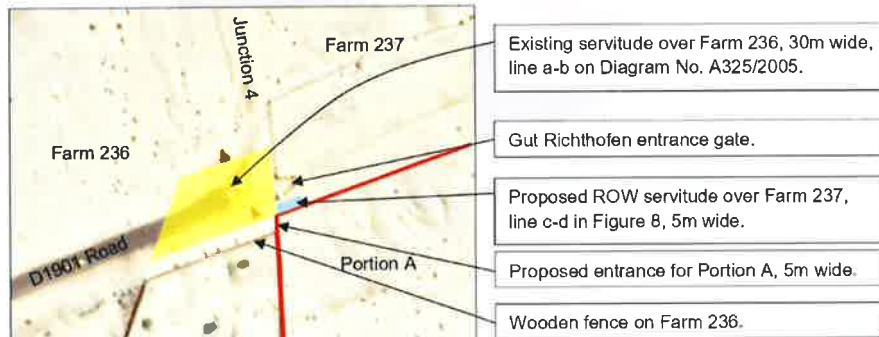 Farm 237
Junction 4
Farm 236
D1901 Road
Portion A
Existing servitude over Farm 236, 30m wide,
line a-b on Diagram No. A325/2005.
Gut Richthofen entrance gate.
Proposed ROW servitude over Farm 237,
line c-d in Figure 8, 5m wide.
Proposed entrance for Portion A, 5m wide.
Wooden fence on Farm 236.